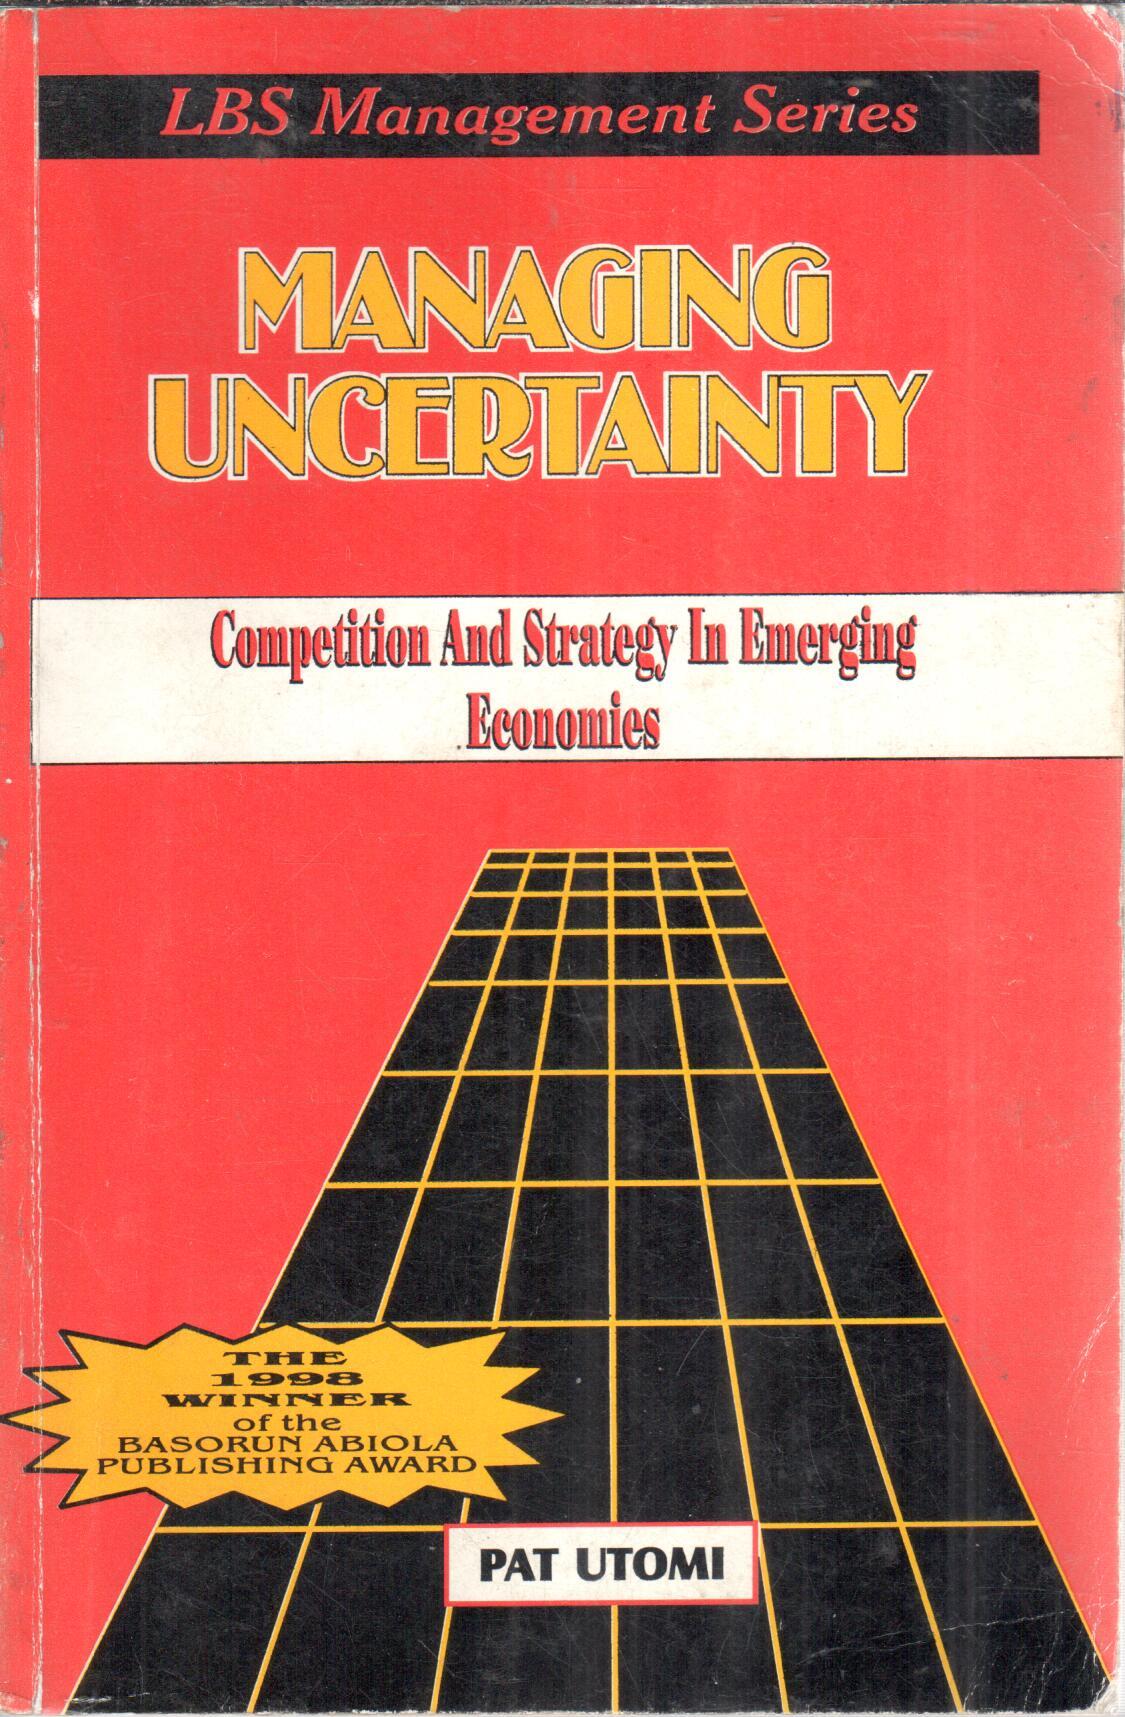 LBS Management Series
MANAGING
UNCERTAINTY
Competition And Strategy In Emerging
Economies
THE
1998
WINNER
of the
BASORUN ABIOLA
PUBLISHING AWARD
PAT UTOMI